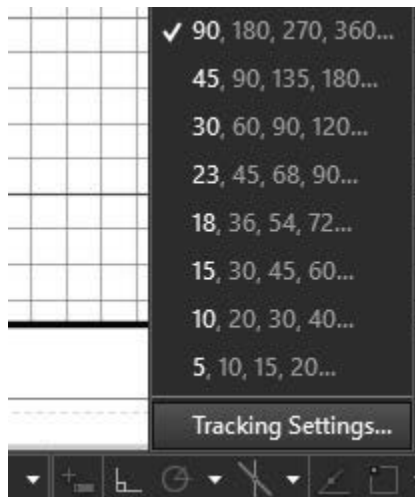 90, 180, 270, 360...
45, 90, 135, 180...
30, 60, 90, 120...
23, 45, 68, 90...
18, 36, 54, 72...
15, 30, 45, 60...
10, 20, 30, 40...
5, 10, 15, 20...
Tracking Settings...